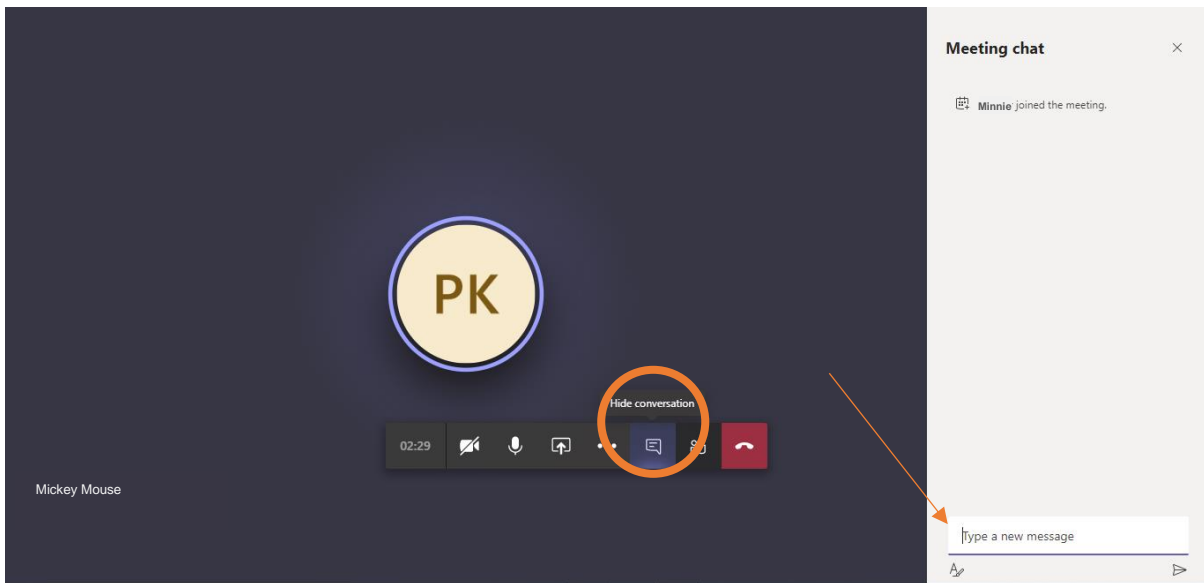 Meeting chat
Minnie joined the meeting.
PK
Hide conversation
02:29
Mickey Mouse
Type a new message